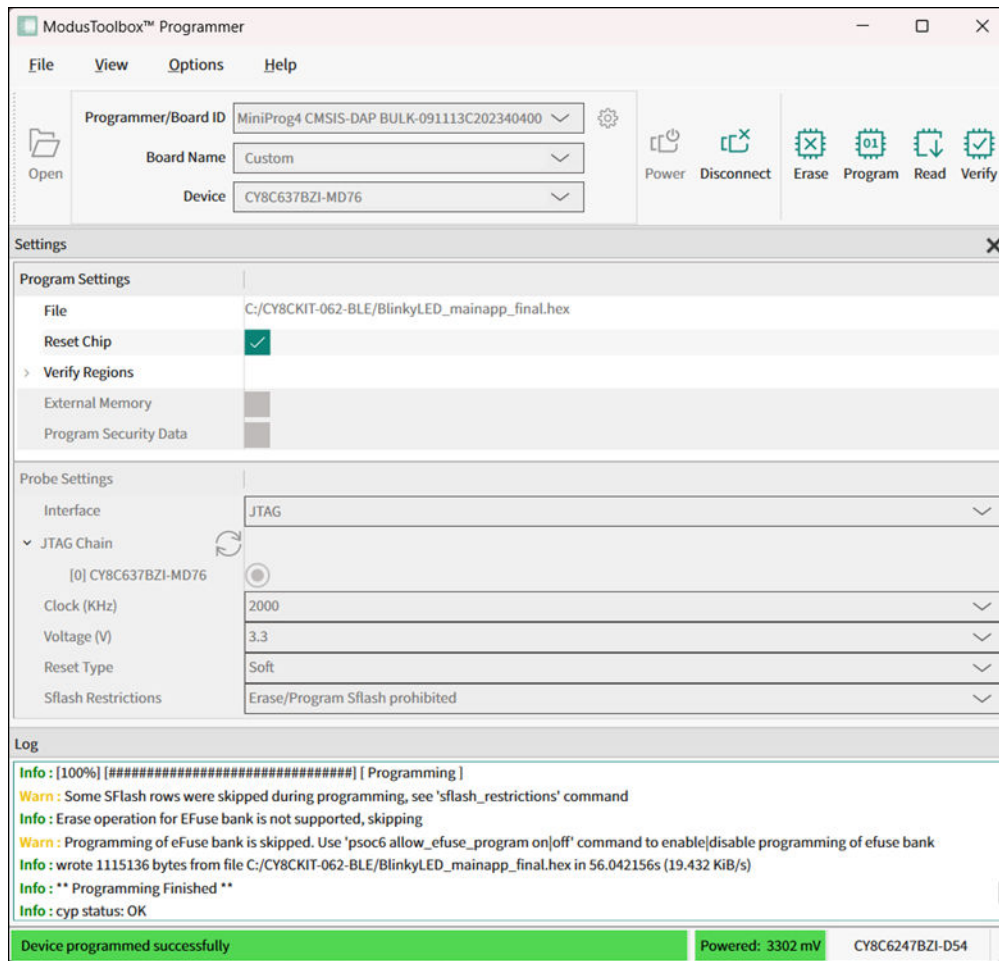 ModusToolbox™ Programmer
File View Options Help
Open
Programmer/Board ID MiniProg4 CMSIS-DAP BULK-091113C202340400
Board Name Custom
Device CY8C637BZI-MD76
Power Disconnect Erase Program Read Verify
Settings
Program Settings
File C:/CY8CKIT-062-BLE/BlinkyLED_mainapp_final.hex
Reset Chip
Verify Regions
External Memory
Program Security Data
Probe Settings
Interface JTAG
JTAG Chain
[0] CY8C637BZI-MD76
Clock (KHz) 2000
Voltage (V) 3.3
Reset Type Soft
Sflash Restrictions Erase/Program Sflash prohibited
Log
Info : [100%] [################################] [ Programming ]
Warn : Some SFlash rows were skipped during programming, see 'sflash_restrictions' command
Info : Erase operation for EFuse bank is not supported, skipping
Warn : Programming of eFuse bank is skipped. Use 'psoc6 allow_efuse_program on|off' command to enable|disable programming of efuse bank
Info : wrote 1115136 bytes from file C:/CY8CKIT-062-BLE/BlinkyLED_mainapp_final.hex in 56.042156s (19.432 KiB/s)
Info : ** Programming Finished **
Info : cyp status: OK
Device programmed successfully Powered: 3302 mV CY8C6247BZI-D54